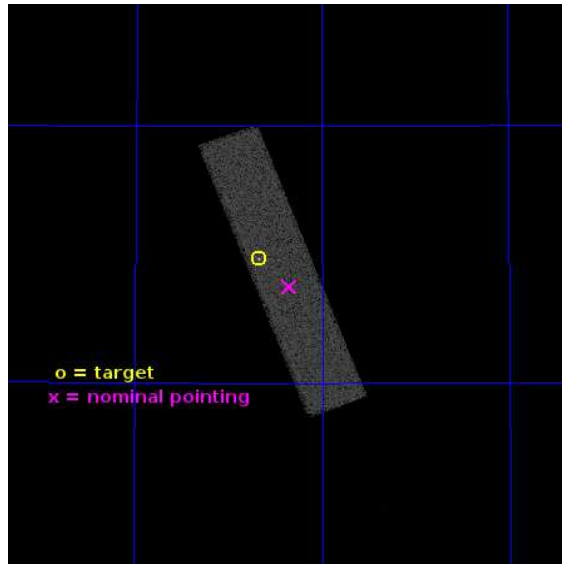 o = target
x = nominal pointing